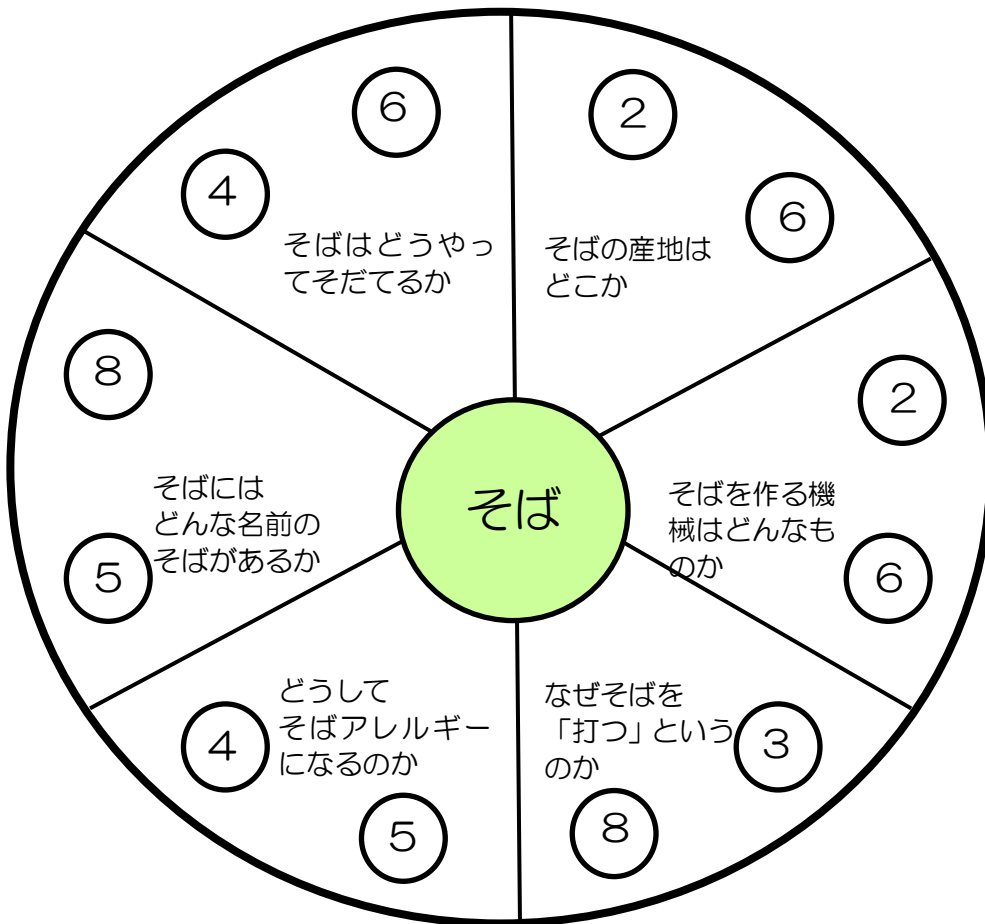 6
4
そばはどうやっ
てそだてるか
2
6
そばの産地は
どこか
8
そばには
どんな名前の
そばがあるか
5
そば
2
そばを作る機
械はどんなも
のか
6
どうして
そばアレルギー
になるのか
4
5
なぜそばを
「打つ」という
のか
3
8